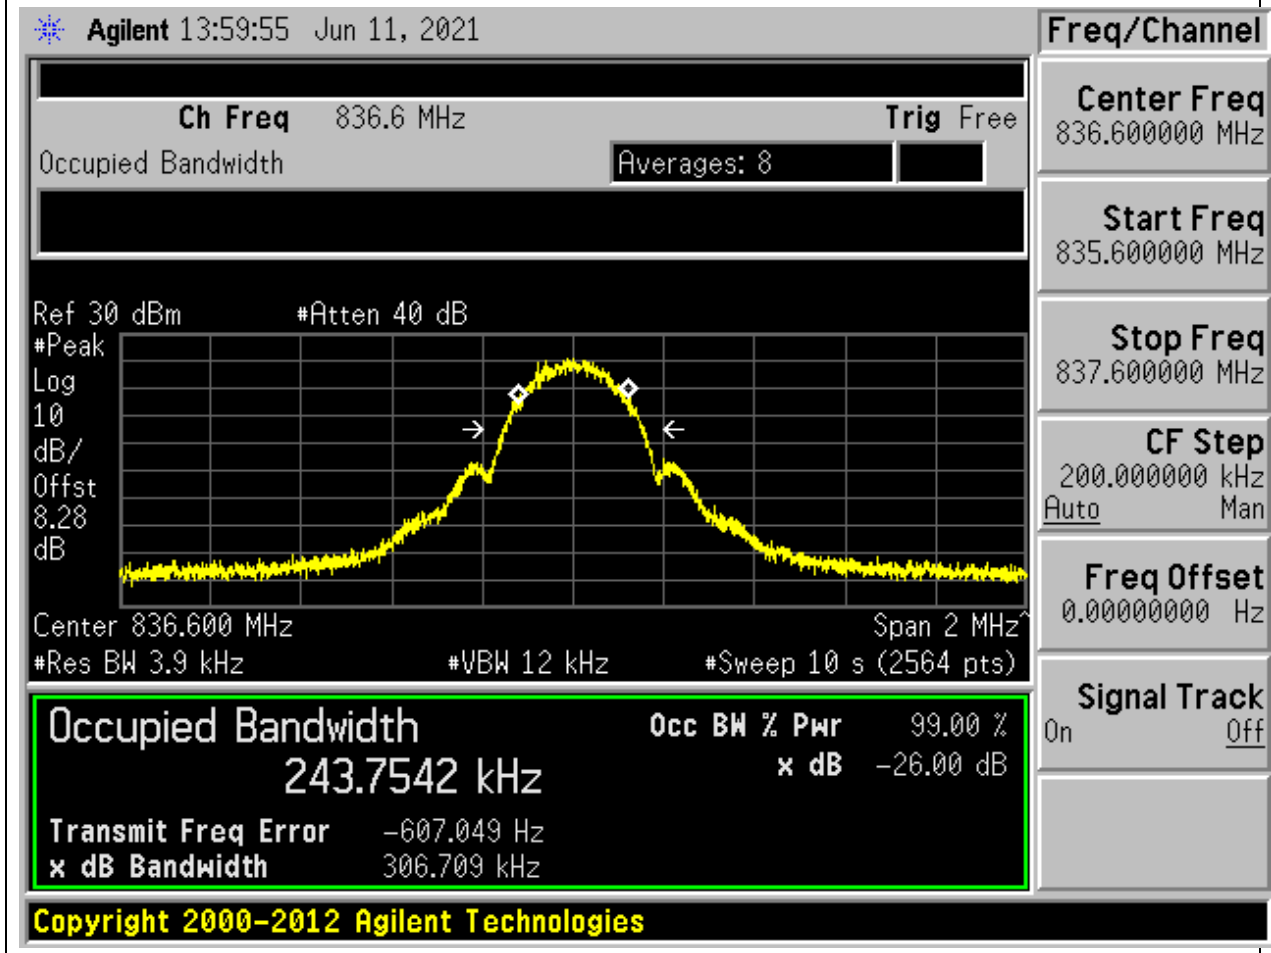 Agilent 13:59:55 Jun 11, 2021
Freq/Channel
Ch Freq 836.6 MHz Trig Free
Occupied Bandwidth Averages: 8
Center Freq
836.600000 MHz
Start Freq
835.600000 MHz
Stop Freq
837.600000 MHz
CF Step
200.000000 kHz
Auto Man
Freq Offset
0.00000000 Hz
Signal Track
On Off
Ref 30 dBm #Atten 40 dB
#Peak
Log
10
dB/
Offst
8.28
dB
Center 836.600 MHz Span 2 MHz^
#Res BW 3.9 kHz #VBW 12 kHz #Sweep 10 s (2564 pts)
Occupied Bandwidth Occ BW % Pwr 99.00 %
243.7542 kHz x dB -26.00 dB
Transmit Freq Error -607.049 Hz
x dB Bandwidth 306.709 kHz
Copyright 2000-2012 Agilent Technologies